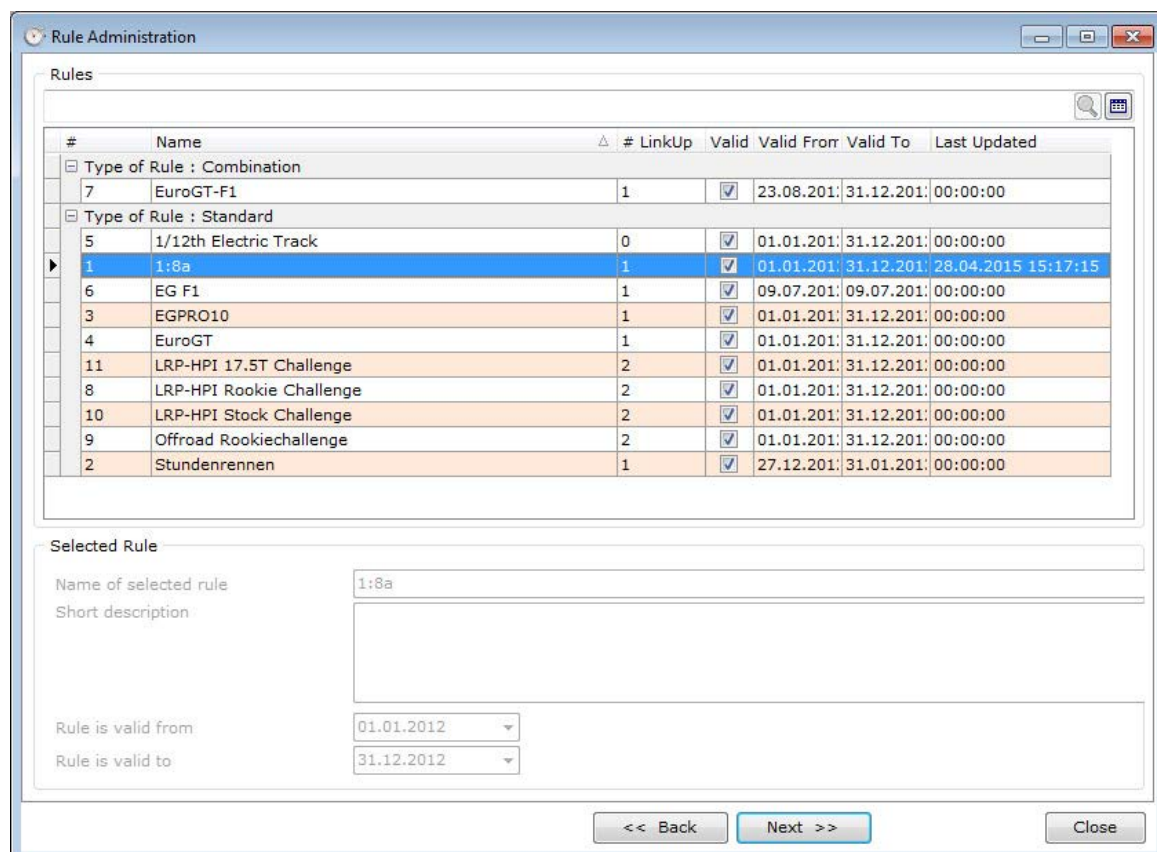 Rule Administration
Rules
# Name # LinkUp Valid Valid From Valid To Last Updated
Type of Rule : Combination
7 EuroGT-F1 1 23.08.201 31.12.201 00:00:00
Type of Rule : Standard
5 1/12th Electric Track 0 01.01.201 31.12.201 00:00:00
1 1:8a 1 01.01.201 31.12.201 28.04.2015 15:17:15
6 EG F1 1 09.07.201 09.07.201 00:00:00
3 EGPRO10 1 01.01.201 31.12.201 00:00:00
4 EuroGT 1 01.01.201 31.12.201 00:00:00
11 LRP-HPI 17.5T Challenge 2 01.01.201 31.12.201 00:00:00
8 LRP-HPI Rookie Challenge 2 01.01.201 31.12.201 00:00:00
10 LRP-HPI Stock Challenge 2 01.01.201 31.12.201 00:00:00
9 Offroad Rookiechallenge 2 01.01.201 31.12.201 00:00:00
2 Stundenrennen 1 27.12.201 31.01.201 00:00:00
Selected Rule
Name of selected rule 1:8a
Short description
Rule is valid from 01.01.2012
Rule is valid to 31.12.2012
<< Back Next >> Close